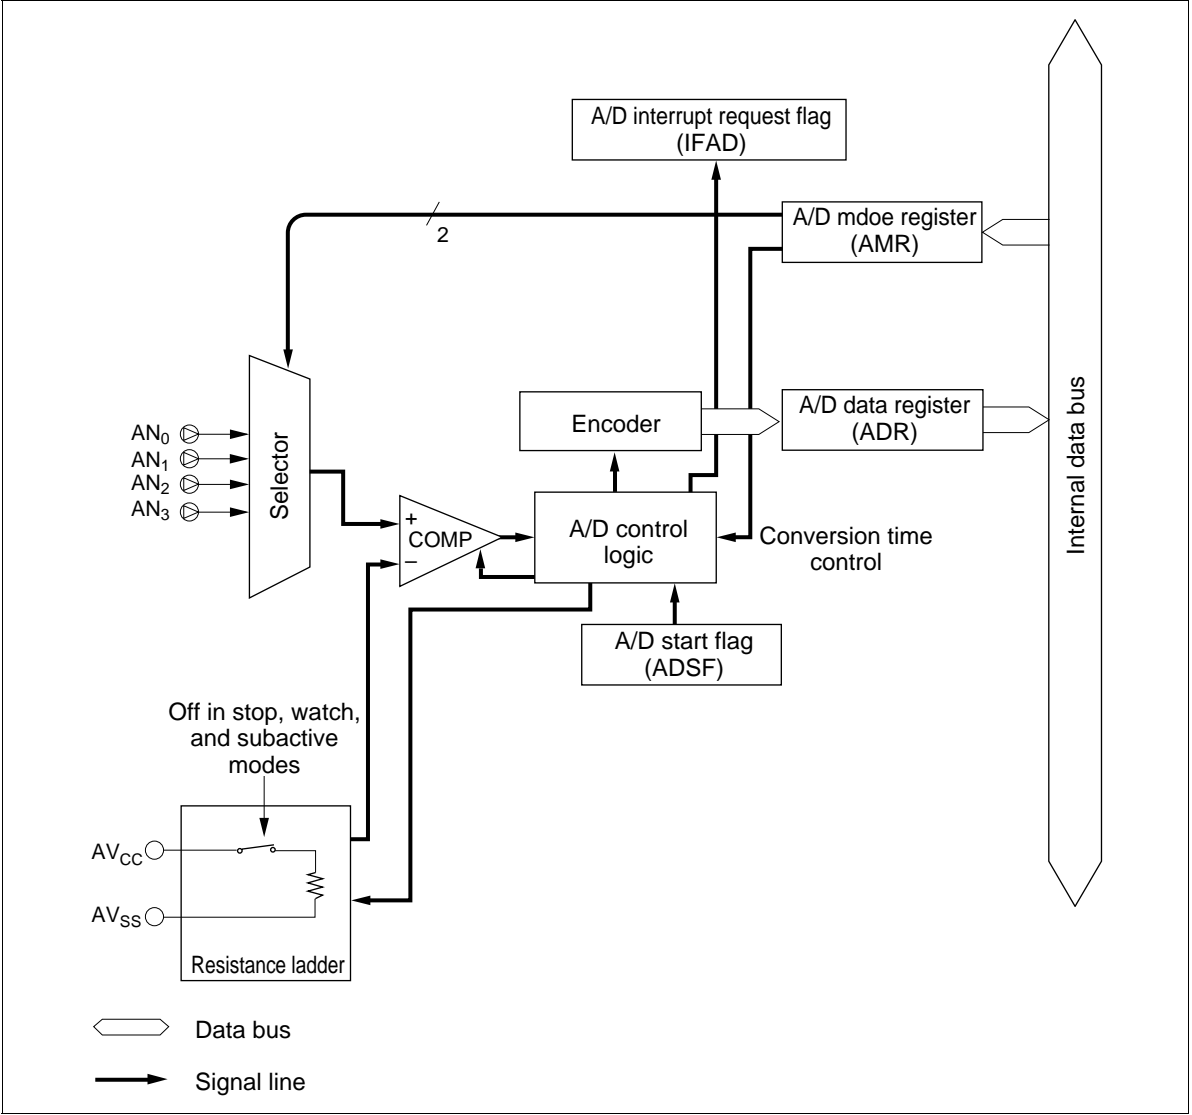 A/D interrupt request flag
(IFAD)
2
A/D mdoe register
(AMR)
AN0
AN1
AN2
AN3
Selector
Encoder
A/D data register
(ADR)
Internal data bus
+
COMP
−
A/D control
logic
Conversion time
control
A/D start flag
(ADSF)
Off in stop, watch,
and subactive
modes
AVCC
AVSS
Resistance ladder
Data bus
Signal line